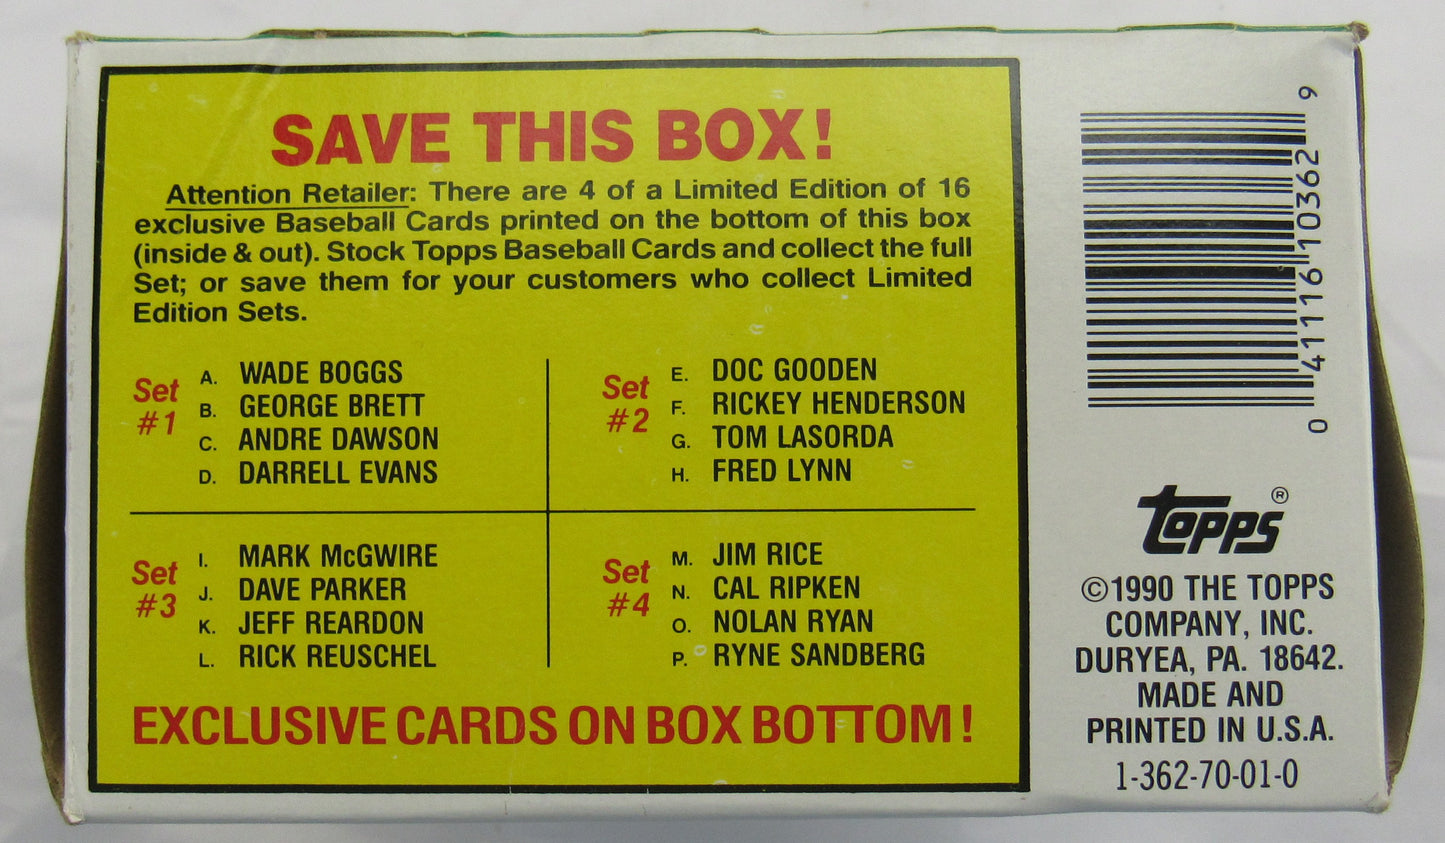 SAVE THIS BOX!
Attention Retailer: There are 4 of a Limited Edition of 16
exclusive Baseball Cards printed on the bottom of this box
(inside & out). Stock Topps Baseball Cards and collect the full
Set; or save them for your customers who collect Limited
Edition Sets.
Set #1
A. WADE BOGGS
B. GEORGE BRETT
C. ANDRE DAWSON
D. DARRELL EVANS
Set #2
E. DOC GOODEN
F. RICKEY HENDERSON
G. TOM LASORDA
H. FRED LYNN
Set #3
I. MARK McGWIRE
J. DAVE PARKER
K. JEFF REARDON
L. RICK REUSCHEL
Set #4
M. JIM RICE
N. CAL RIPKEN
O. NOLAN RYAN
P. RYNE SANDBERG
EXCLUSIVE CARDS ON BOX BOTTOM!
0 41116 10362 9
TOPPS®
©1990 THE TOPPS
COMPANY, INC.
DURYEA, PA. 18642.
MADE AND
PRINTED IN U.S.A.
1-362-70-01-0